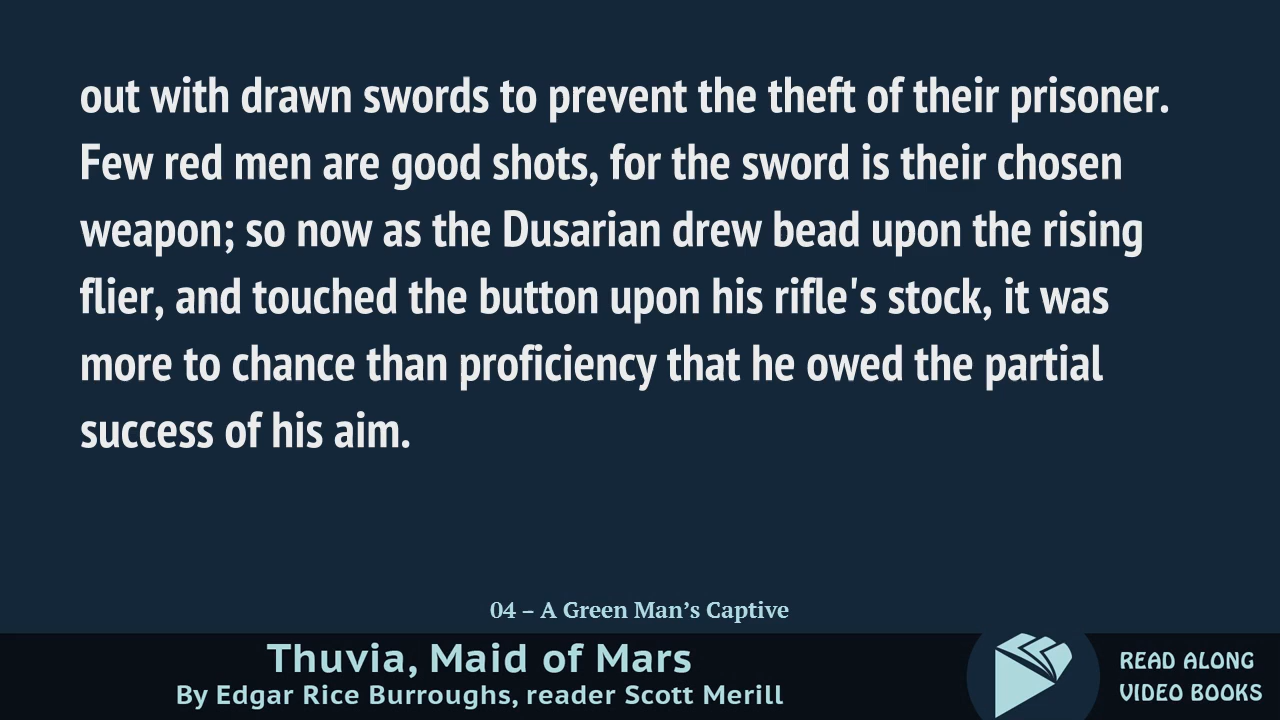 out with drawn swords to prevent the theft of their prisoner.
Few red men are good shots, for the sword is their chosen
weapon; so now as the Dusarian drew bead upon the rising
flier, and touched the button upon his rifle's stock, it was
more to chance than proficiency that he owed the partial
success of his aim.
04 – A Green Man’s Captive
Thuvia, Maid of Mars
By Edgar Rice Burroughs, reader Scott Merill
READ ALONG
VIDEO BOOKS